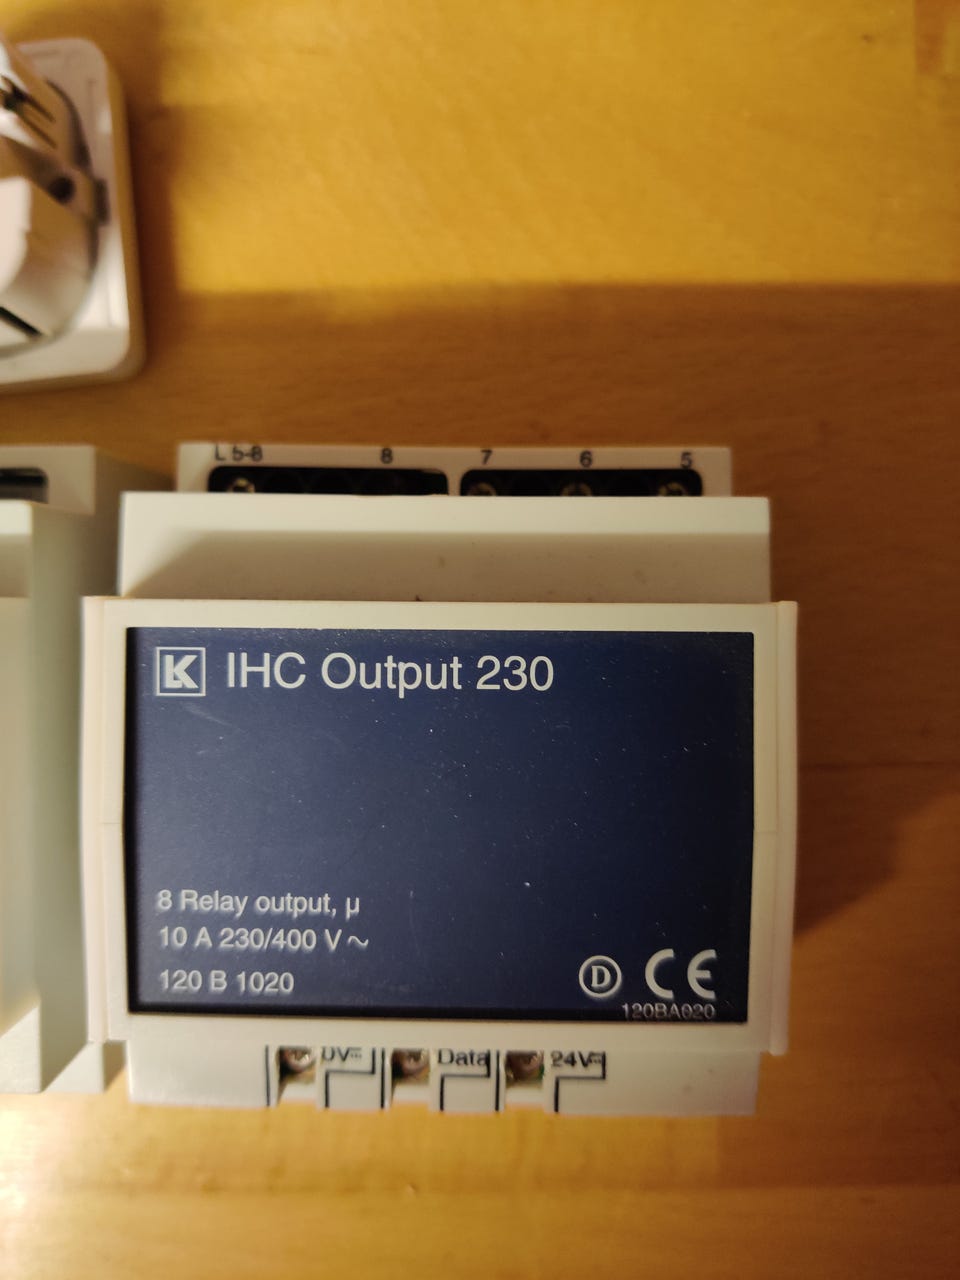 L 5-8 8 7 6 5
LK IHC Output 230
8 Relay output, µ
10 A 230/400 V ~
120 B 1020
D CE
120BA020
0V⎓ Data 24V⎓